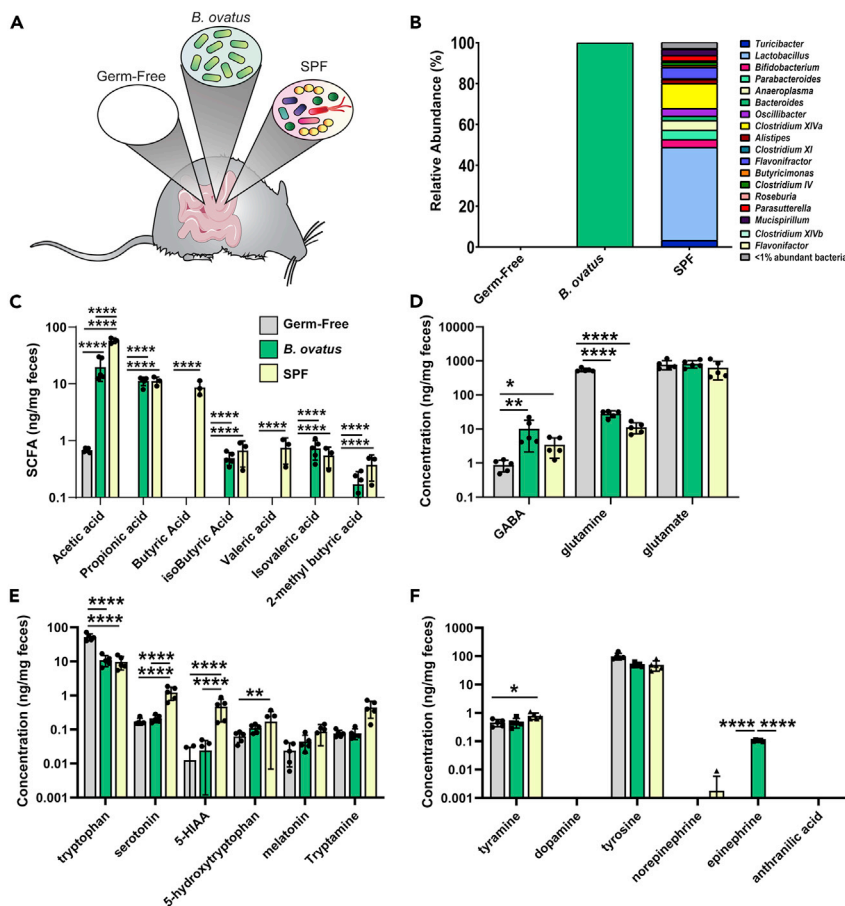 A
B. ovatus
Germ-Free
SPF
B
Relative Abundance (%)
100
80
60
40
20
0
Germ-Free
B. ovatus
SPF
Turicibacter
Lactobacillus
Bifidobacterium
Parabacteroides
Anaeroplasma
Bacteroides
Oscillibacter
Clostridium XIVa
Alistipes
Clostridium XI
Flavonifractor
Butyricimonas
Clostridium IV
Roseburia
Parasutterella
Mucispirillum
Clostridium XIVb
Flavonifactor
<1% abundant bacteria
C
SCFA (ng/mg feces)
100
10
1
0.1
Germ-Free
B. ovatus
SPF
****
****
****
****
****
****
****
****
****
****
****
****
****
Acetic acid
Propionic acid
Butyric Acid
isoButyric Acid
Valeric acid
Isovaleric acid
2-methyl butyric acid
D
Concentration (ng/mg feces)
10000
1000
100
10
1
0.1
*
**
****
****
GABA
glutamine
glutamate
E
Concentration (ng/mg feces)
100
10
1
0.1
0.01
0.001
****
****
****
****
****
****
**
tryptophan
serotonin
5-HIAA
5-hydroxytryptophan
melatonin
Tryptamine
F
Concentration (ng/mg feces)
1000
100
10
1
0.1
0.01
0.001
*
**** ****
tyramine
dopamine
tyrosine
norepinephrine
epinephrine
anthranilic acid